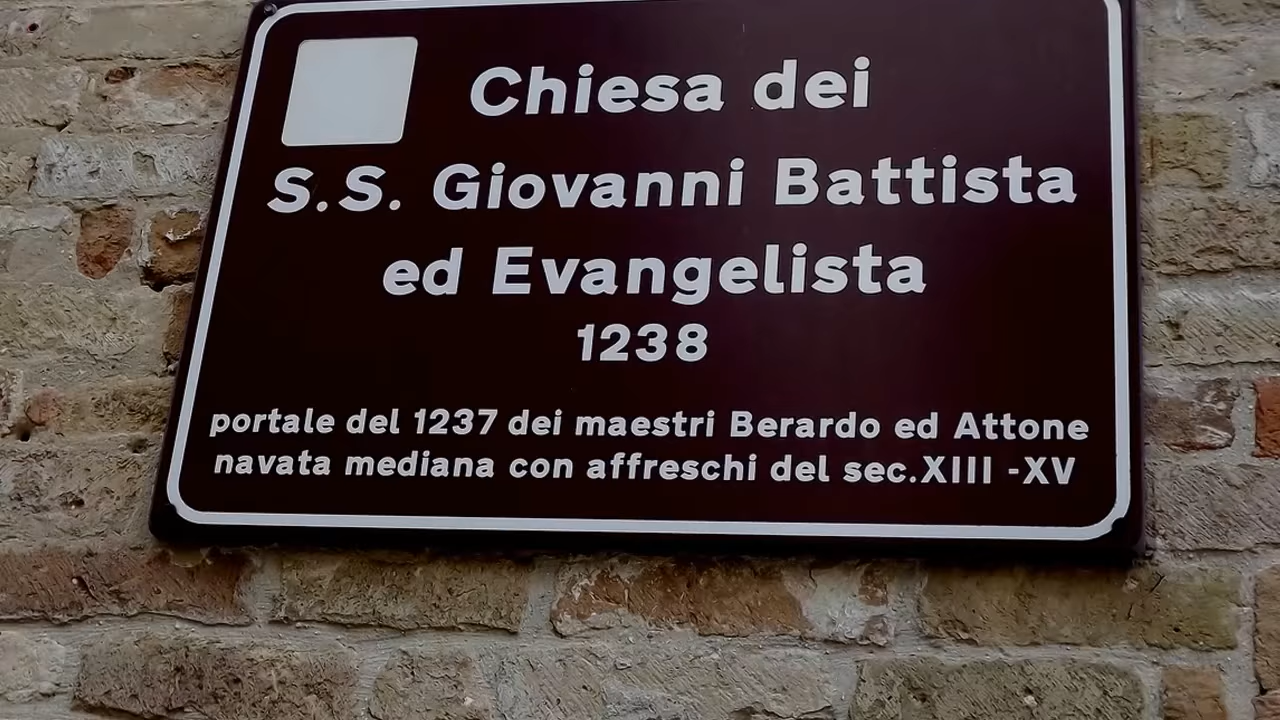 Chiesa dei
S.S. Giovanni Battista
ed Evangelista
1238
portale del 1237 dei maestri Berardo ed Attone
navata mediana con affreschi del sec.XIII -XV